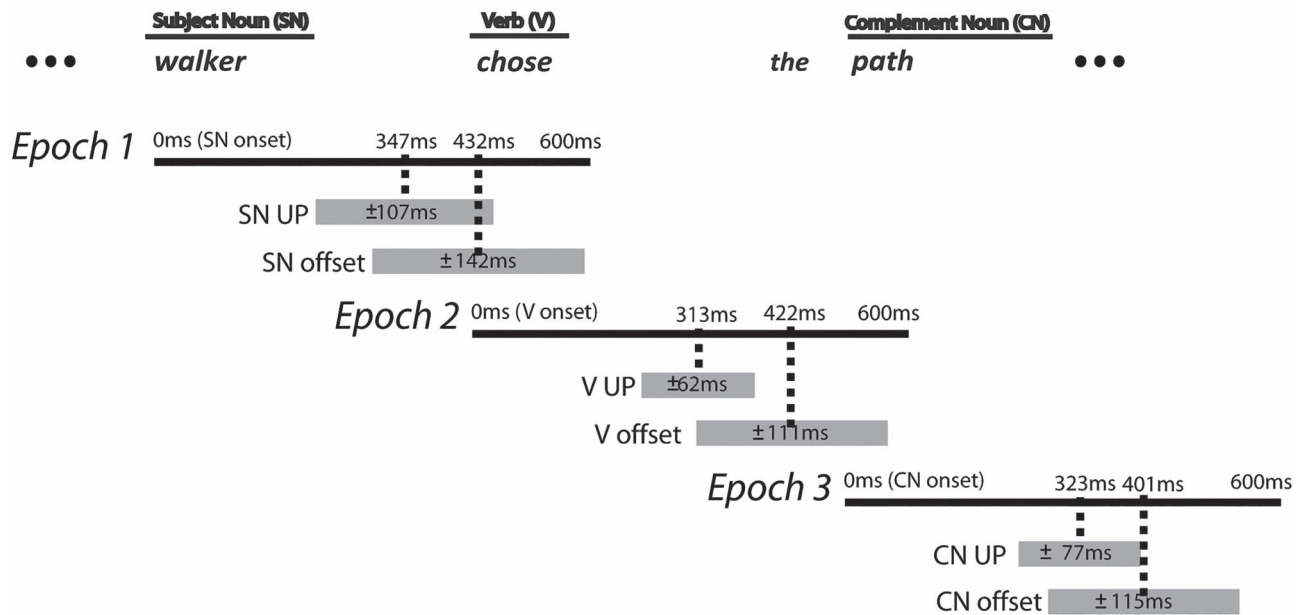 Subject Noun (SN) Verb (V) Complement Noun (CN)
••• walker chose the path •••
Epoch 1 0ms (SN onset) 347ms 432ms 600ms
SN UP ±107ms
SN offset ±142ms
Epoch 2 0ms (V onset) 313ms 422ms 600ms
V UP ±62ms
V offset ±111ms
Epoch 3 0ms (CN onset) 323ms 401ms 600ms
CN UP ± 77ms
CN offset ±115ms